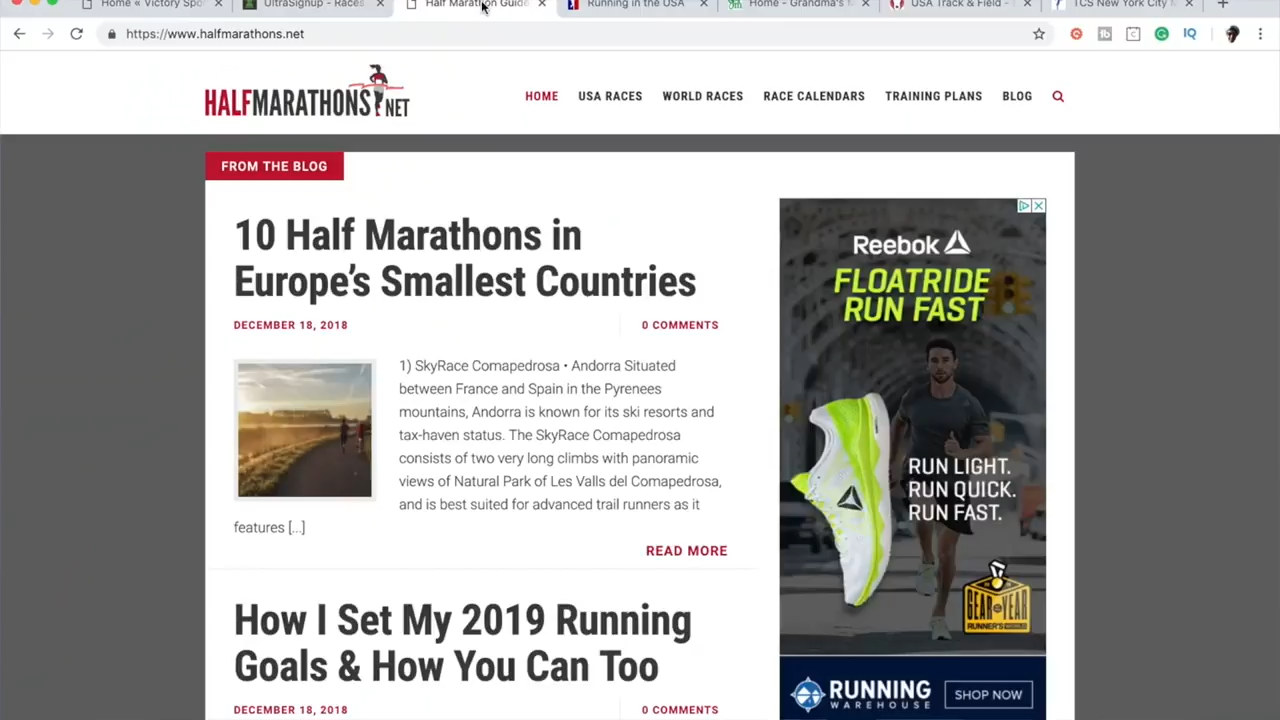 Home « Victory Spo
UltraSignup - Races
Half Marathon Guide
Running in the USA
Home - Grandma's
USA Track & Field -
TCS New York City
https://www.halfmarathons.net
HALFMARATHONS.NET
HOME
USA RACES
WORLD RACES
RACE CALENDARS
TRAINING PLANS
BLOG
FROM THE BLOG
10 Half Marathons in
Europe’s Smallest Countries
DECEMBER 18, 2018
0 COMMENTS
1) SkyRace Comapedrosa • Andorra Situated
between France and Spain in the Pyrenees
mountains, Andorra is known for its ski resorts and
tax-haven status. The SkyRace Comapedrosa
consists of two very long climbs with panoramic
views of Natural Park of Les Valls del Comapedrosa,
and is best suited for advanced trail runners as it
features [...]
READ MORE
How I Set My 2019 Running
Goals & How You Can Too
DECEMBER 18, 2018
0 COMMENTS
Reebok
FLOATRIDE
RUN FAST
RUN LIGHT.
RUN QUICK.
RUN FAST.
GEAR OF THE YEAR
RUNNER'S WORLD
RUNNING
WAREHOUSE
SHOP NOW